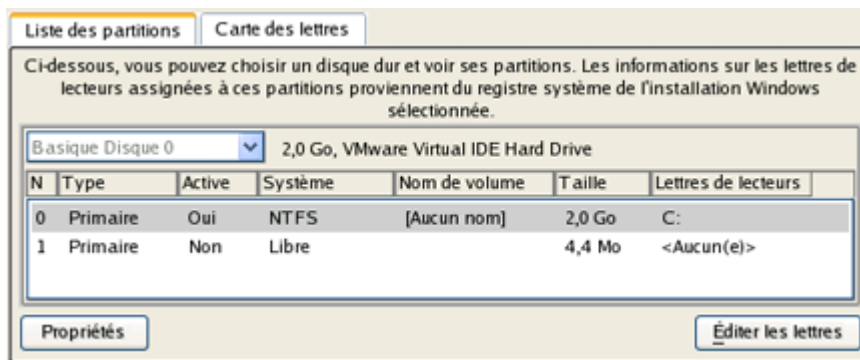 Liste des partitions Carte des lettres
Ci-dessous, vous pouvez choisir un disque dur et voir ses partitions. Les informations sur les lettres de
lecteurs assignées à ces partitions proviennent du registre système de l'installation Windows
sélectionnée.
Basique Disque 0 2,0 Go, VMware Virtual IDE Hard Drive
N Type Active Système Nom de volume Taille Lettres de lecteurs
0 Primaire Oui NTFS [Aucun nom] 2,0 Go C:
1 Primaire Non Libre 4,4 Mo <Aucun(e)>
Propriétés Éditer les lettres